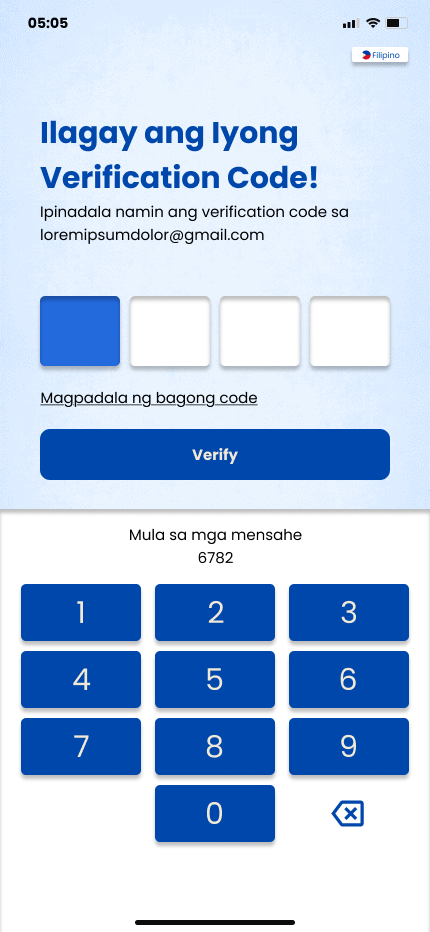 05:05
Filipino
Ilagay ang Iyong
Verification Code!
Ipinadala namin ang verification code sa
loremipsumdolor@gmail.com
Magpadala ng bagong code
Verify
Mula sa mga mensahe
6782
1 2 3
4 5 6
7 8 9
0